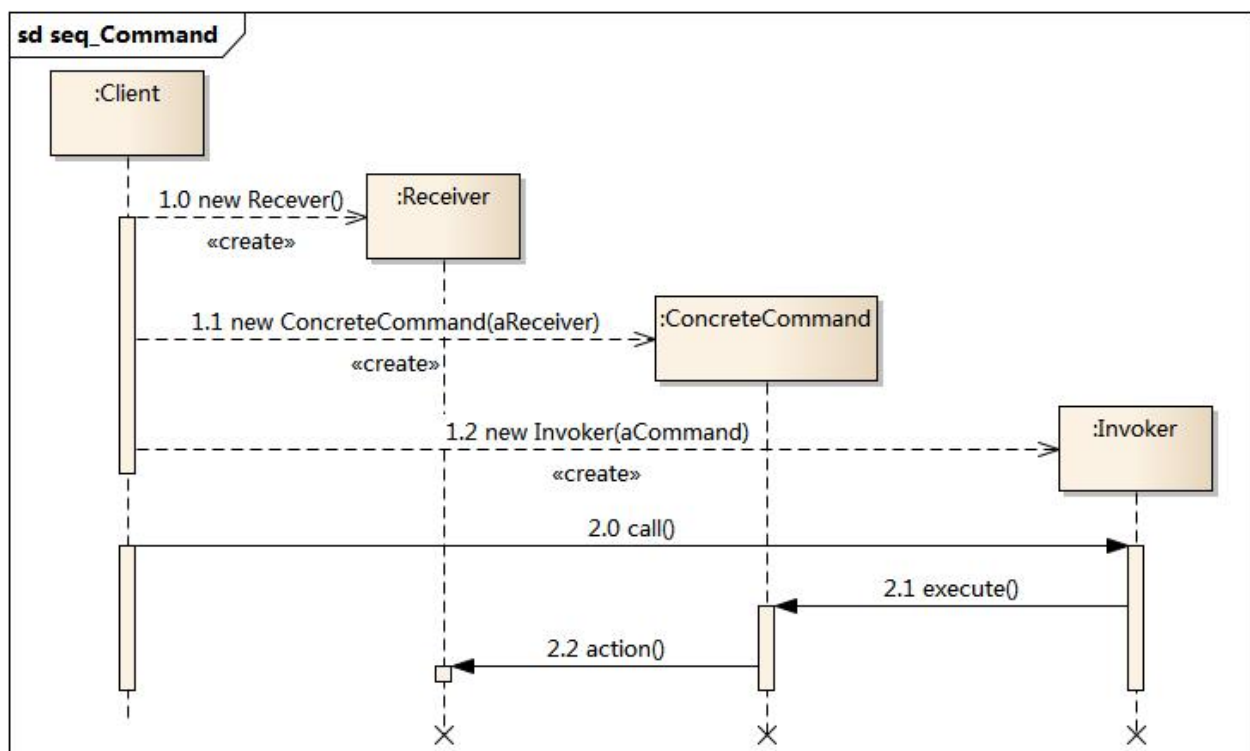 sd seq_Command
:Client
1.0 new Recever()
«create»
:Receiver
1.1 new ConcreteCommand(aReceiver)
«create»
:ConcreteCommand
1.2 new Invoker(aCommand)
«create»
:Invoker
2.0 call()
2.1 execute()
2.2 action()